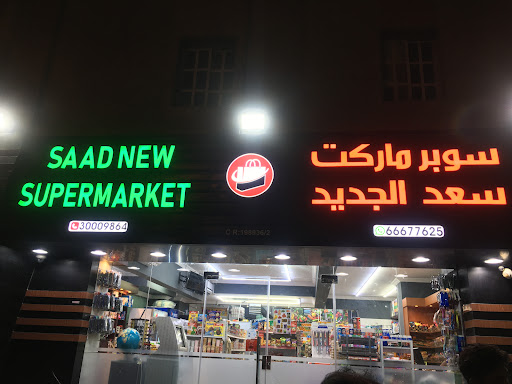 SAAD NEW
SUPERMARKET
30009864
سوبر ماركت
سعد الجديد
66677625